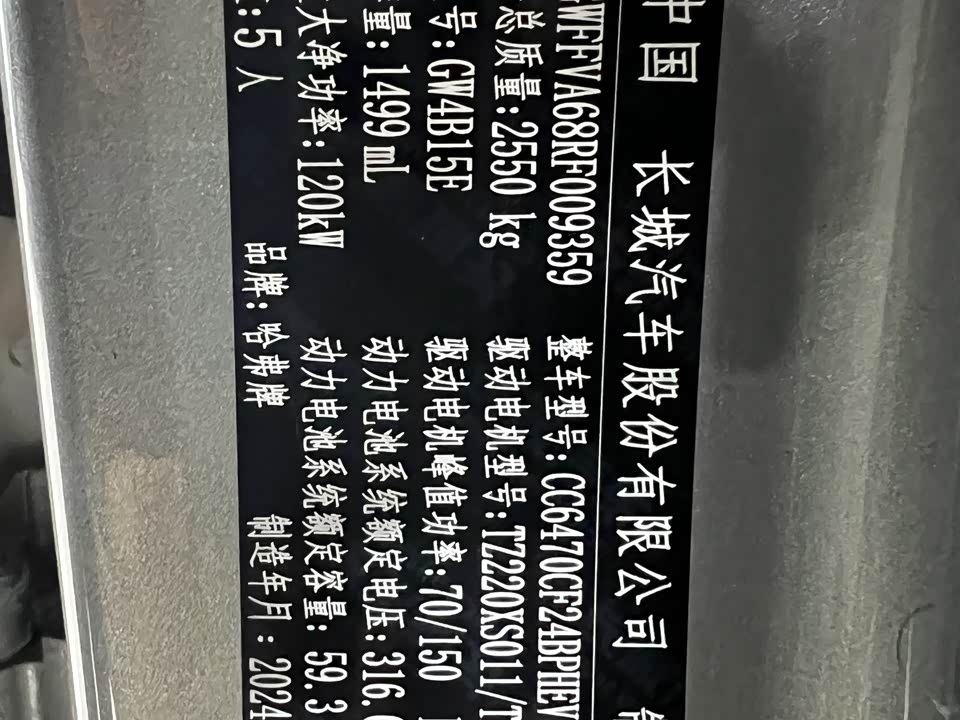 中国 长城汽车股份有限公司
WFFVA68RF009359 整车型号:CC6470CF24BPHEV
总质量:2550 kg 驱动电机型号:TZ220XS011/T
号:GW4B15E 驱动电机峰值功率:70/150
量:1499 mL 动力电池系统额定电压:316.
大净功率:120kW 动力电池系统额定容量:59.3
:5 人 品牌:哈弗牌 制造年月:2024